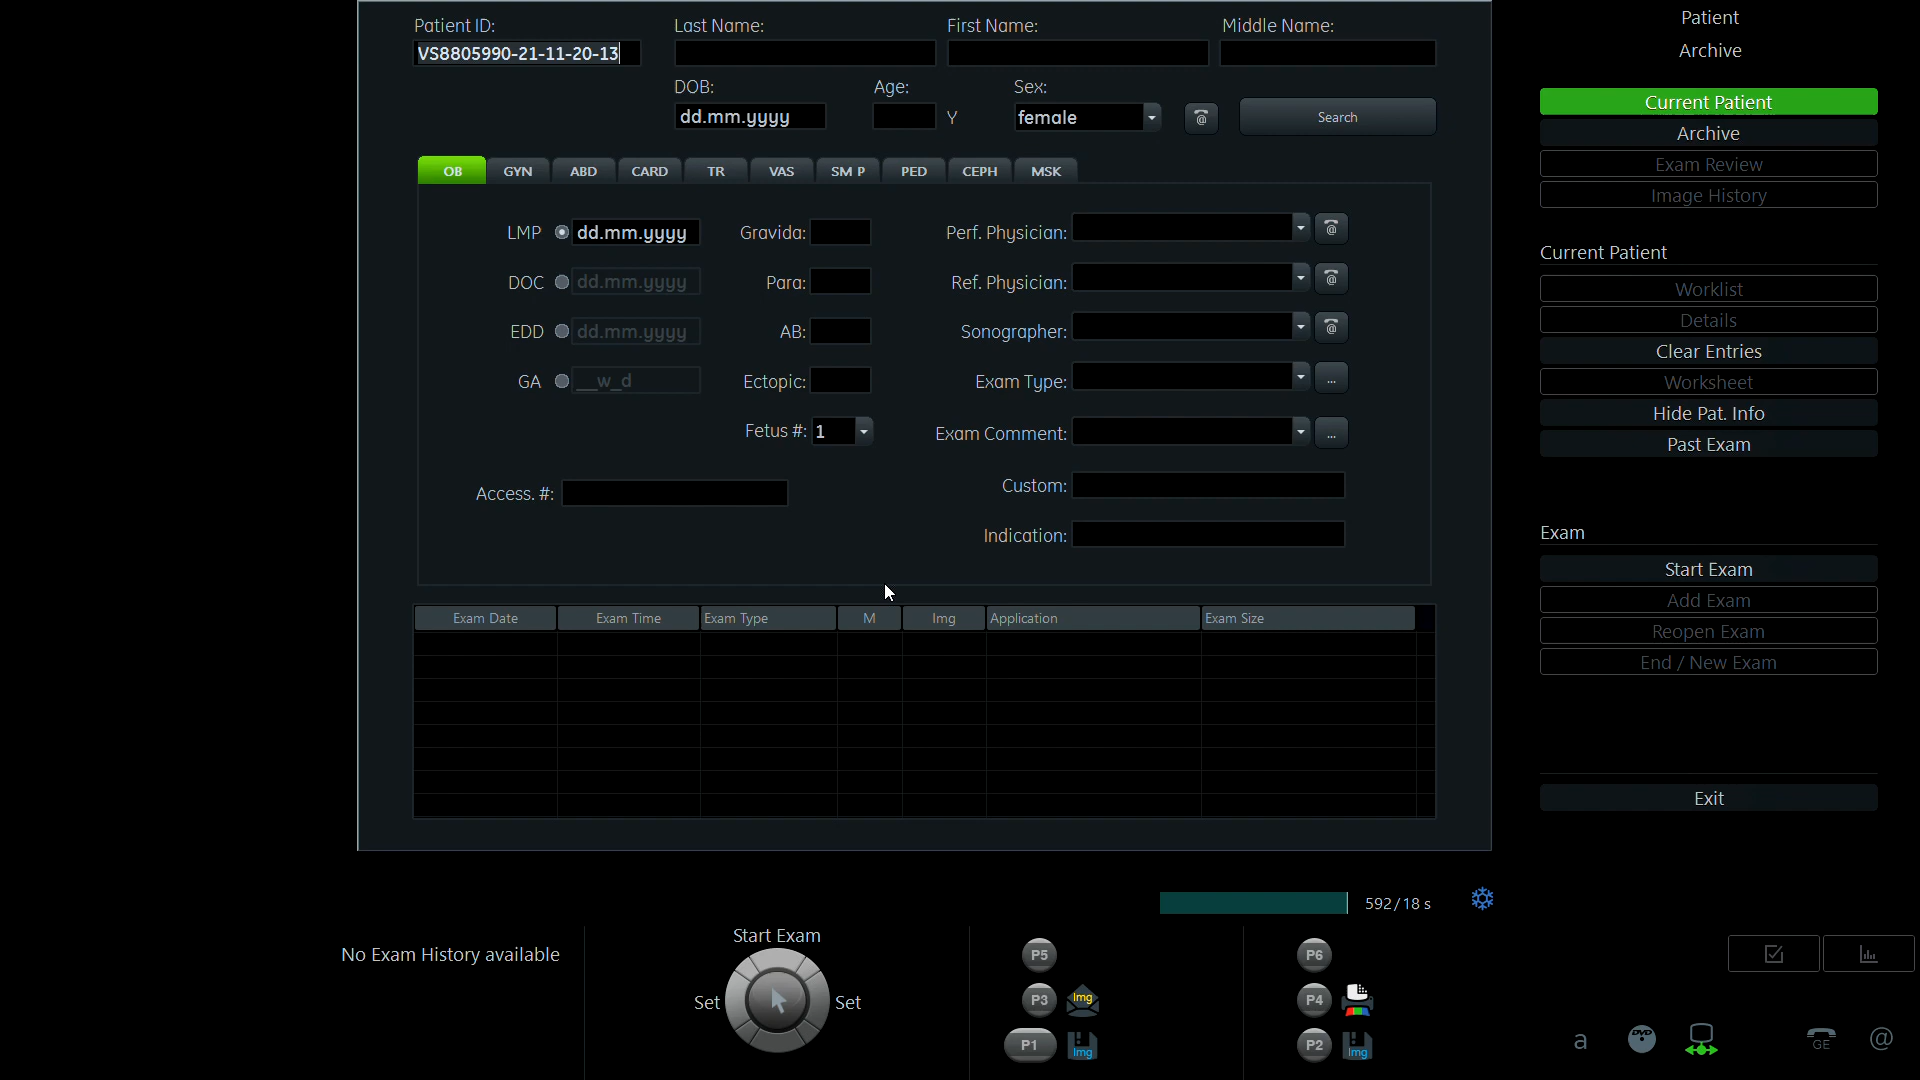 Patient ID: Last Name: First Name: Middle Name:
VS8805990-21-11-20-13
DOB: Age: Sex:
dd.mm.yyyy Y female @ Search
OB GYN ABD CARD TR VAS SM P PED CEPH MSK
LMP dd.mm.yyyy Gravida: Perf. Physician: @
DOC dd.mm.yyyy Para: Ref. Physician: @
EDD dd.mm.yyyy AB: Sonographer: @
GA __w_d Ectopic: Exam Type: ...
Fetus #: 1 Exam Comment: ...
Access. #: Custom:
Indication:
Exam Date Exam Time Exam Type M Img Application Exam Size
Patient
Archive
Current Patient
Archive
Exam Review
Image History
Current Patient
Worklist
Details
Clear Entries
Worksheet
Hide Pat. Info
Past Exam
Exam
Start Exam
Add Exam
Reopen Exam
End / New Exam
Exit
592/18 s
No Exam History available
Start Exam
Set Set
P5 P6
P3 Img P4
P1 Img P2 Img
a DVD GE @